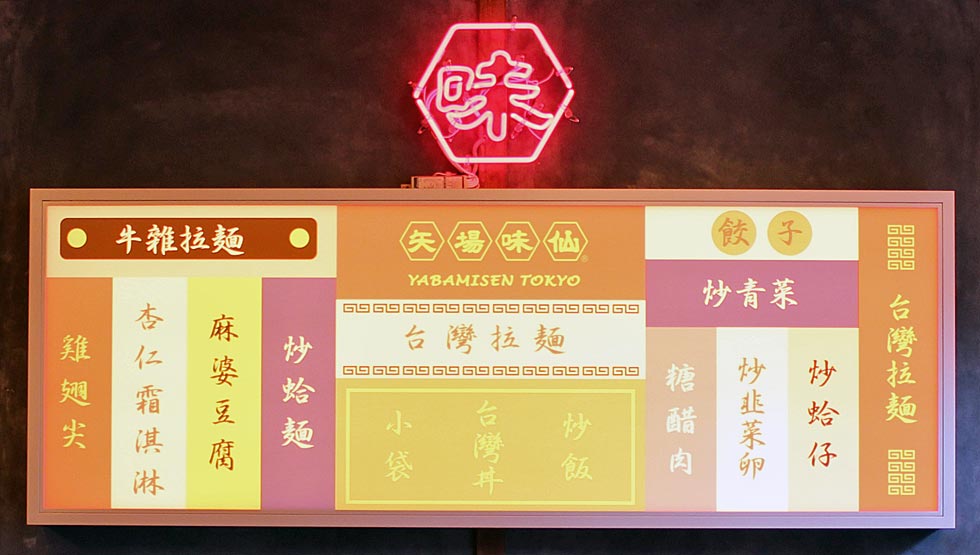 味
牛雜拉麵
雞翅尖
杏仁霜淇淋
麻婆豆腐
炒蛤麵
矢場味仙®
YABAMISEN TOKYO
台灣拉麵
小袋
台灣丼
炒飯
餃子
炒青菜
糖醋肉
炒韭菜卵
炒蛤仔
台灣拉麵